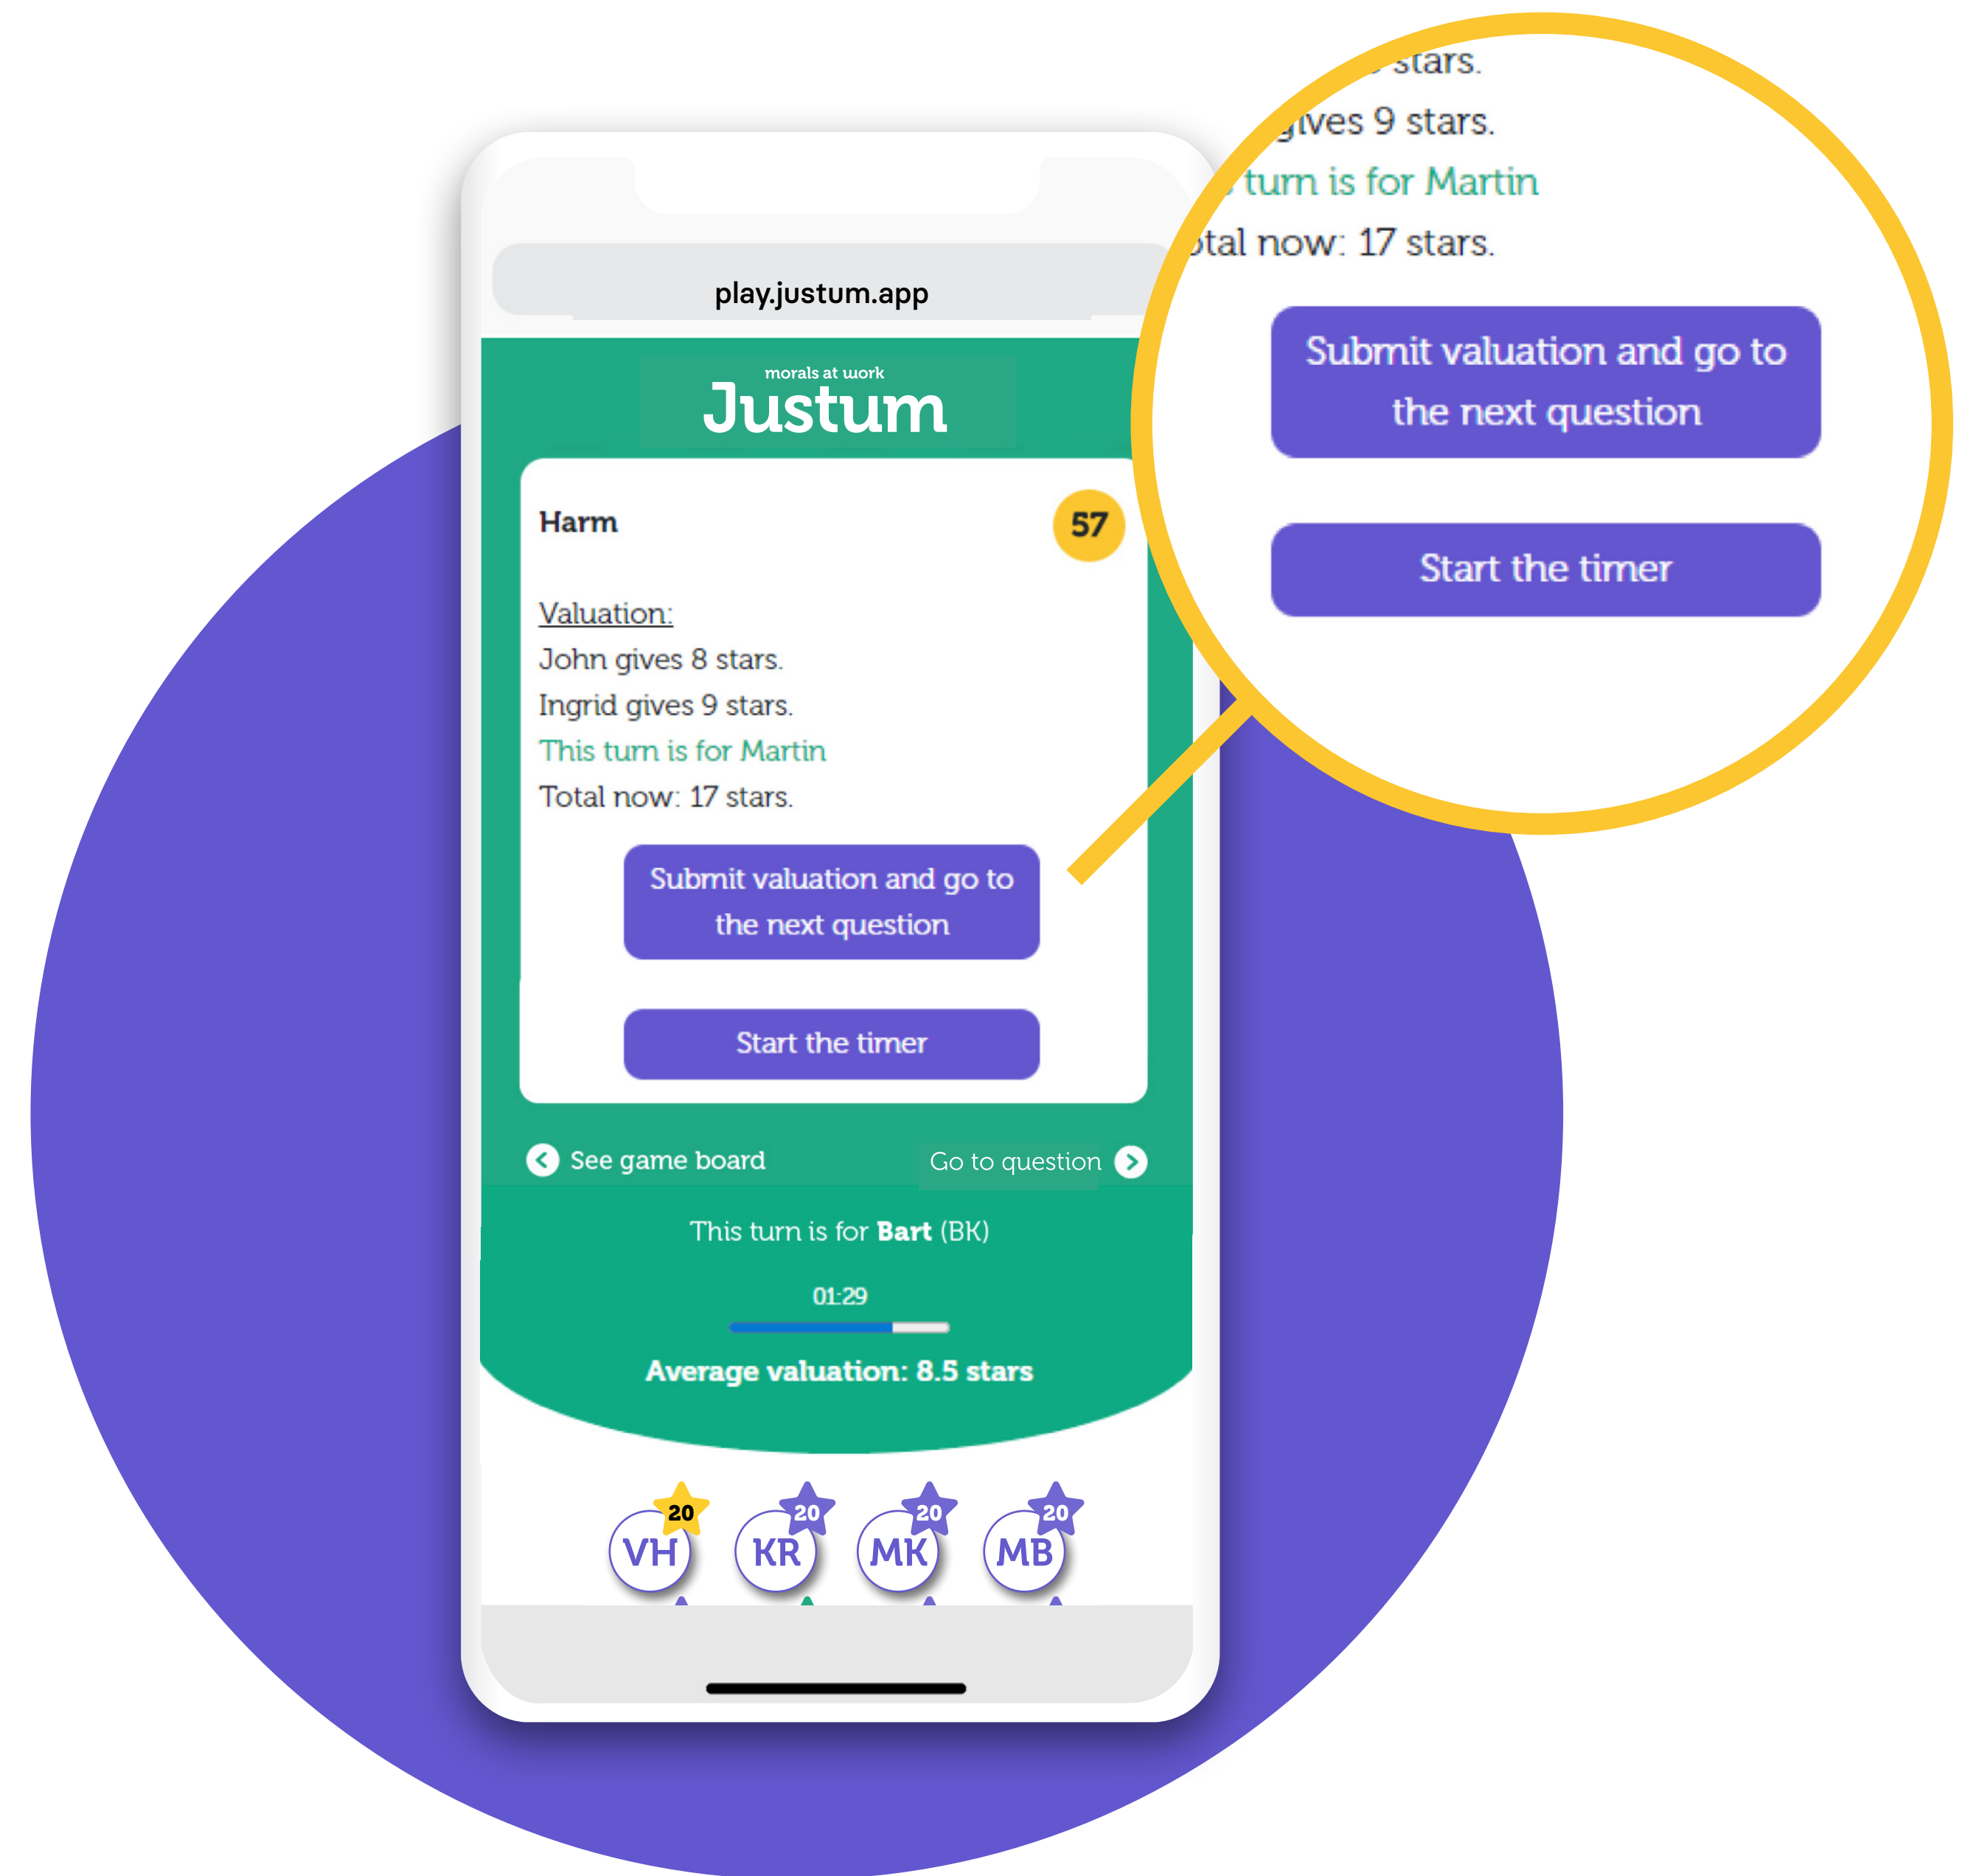 play.justum.app
morals at work
Justum
Harm
57
Valuation:
John gives 8 stars.
Ingrid gives 9 stars.
This turn is for Martin
Total now: 17 stars.
Submit valuation and go to
the next question
Start the timer
See game board
Go to question
This turn is for Bart (BK)
01:29
Average valuation: 8.5 stars
20 20 20 20
VH KR MK MB
stars.
gives 9 stars.
turn is for Martin
now: 17 stars.
Submit valuation and go to
the next question
Start the timer